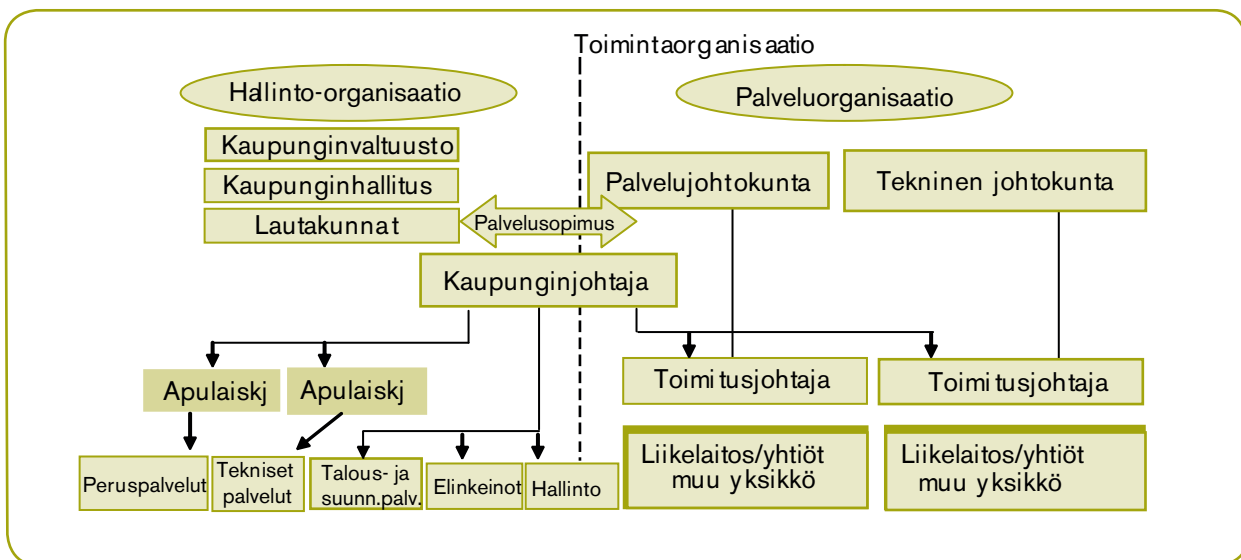 Toimintaorganisaatio
Hallinto-organisaatio
Palveluorganisaatio
Kaupunginvaltuusto
Kaupunginhallitus
Lautakunnat
Palvelusopimus
Palvelujohtokunta
Tekninen johtokunta
Kaupunginjohtaja
Apulaiskj
Apulaiskj
Toimitusjohtaja
Toimitusjohtaja
Peruspalvelut
Tekniset
palvelut
Talous- ja
suunn.palv.
Elinkeinot
Hallinto
Liikelaitos/yhtiöt
muu yksikkö
Liikelaitos/yhtiöt
muu yksikkö